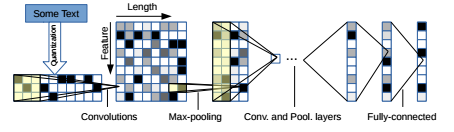 Some Text
Length
Quantization
Feature
...
Convolutions
Max-pooling
Conv. and Pool. layers
Fully-connected